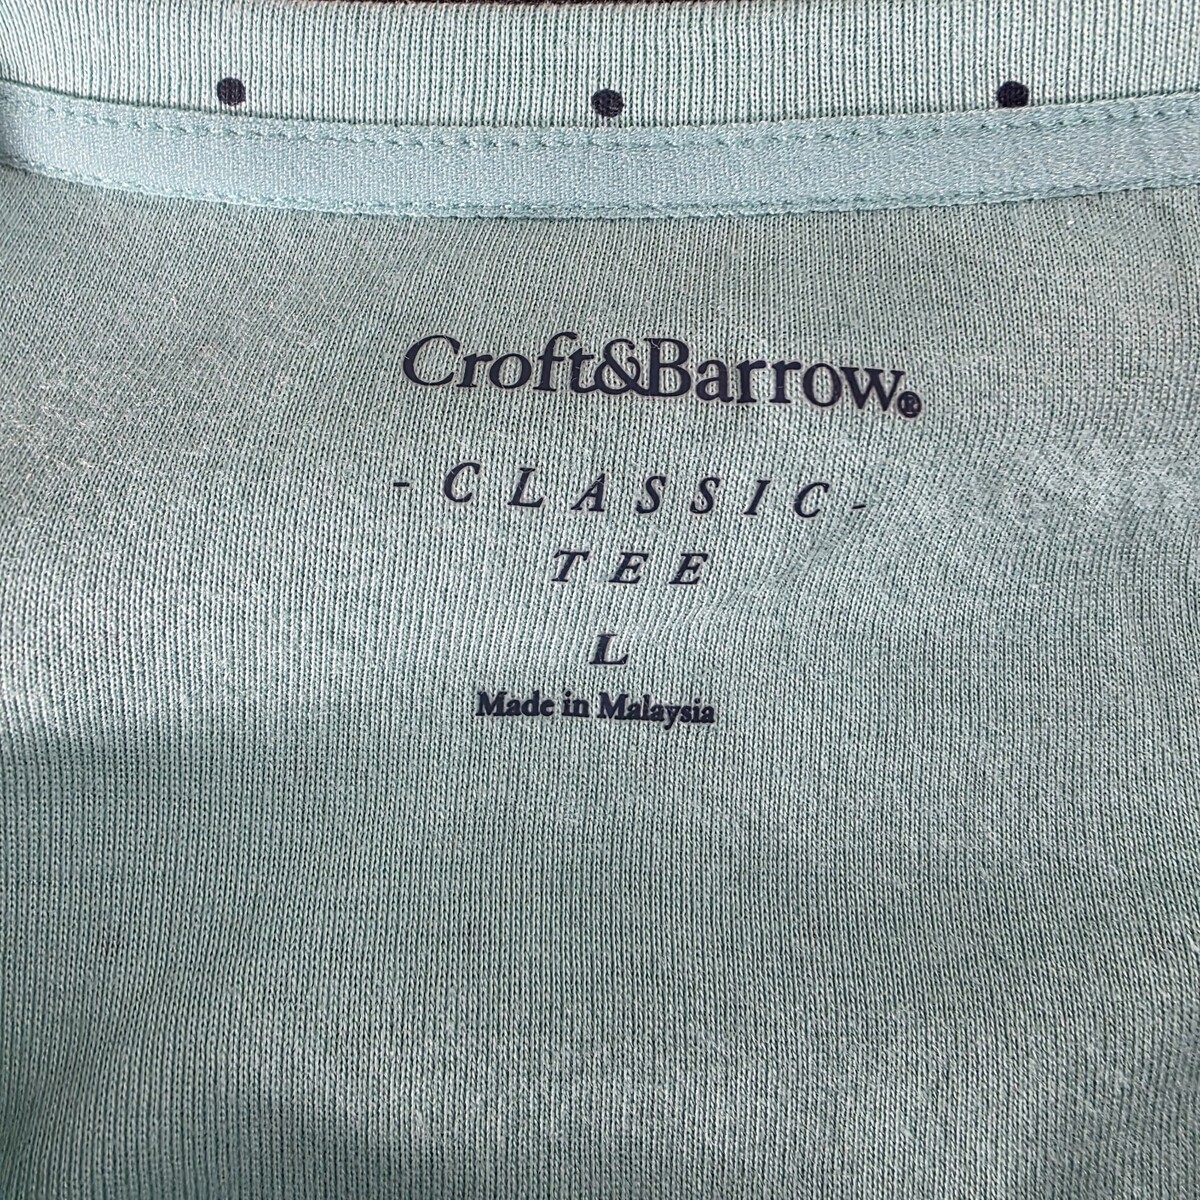 Croft&Barrow®
-CLASSIC-
TEE
L
Made in Malaysia